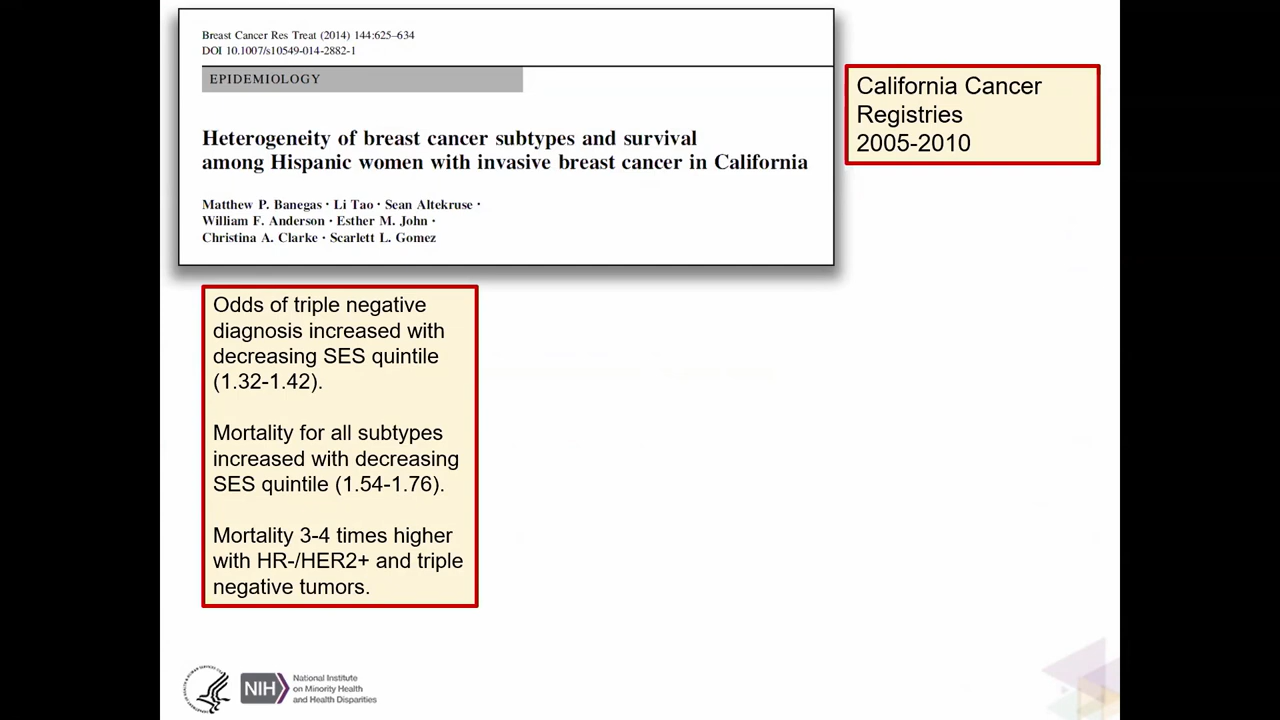 Breast Cancer Res Treat (2014) 144:625–634
DOI 10.1007/s10549-014-2882-1
EPIDEMIOLOGY
Heterogeneity of breast cancer subtypes and survival
among Hispanic women with invasive breast cancer in California
Matthew P. Banegas · Li Tao · Sean Altekruse ·
William F. Anderson · Esther M. John ·
Christina A. Clarke · Scarlett L. Gomez
California Cancer
Registries
2005-2010
Odds of triple negative
diagnosis increased with
decreasing SES quintile
(1.32-1.42).
Mortality for all subtypes
increased with decreasing
SES quintile (1.54-1.76).
Mortality 3-4 times higher
with HR-/HER2+ and triple
negative tumors.
NIH
National Institute
on Minority Health
and Health Disparities